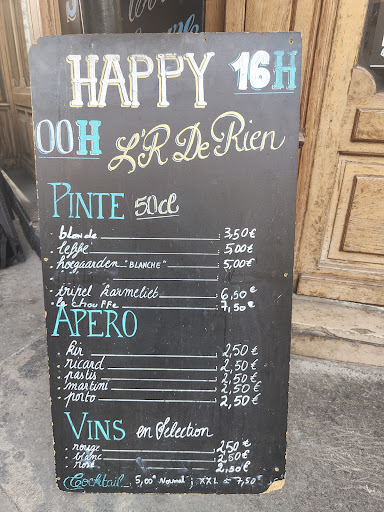 HAPPY 16H
00H L'R De Rien
PINTE 50cl
blonde 3,50€
leffe 5,00€
hoegaarden "BLANCHE" 5,00€
tripel karmeliet 6,50€
la chouffe 7,50€
APERO
. kir 2,50€
. ricard 2,50€
. pastis 2,50€
. martini 2,50€
. porto 2,50€
VINS en Selection
. rouge 2,50€
. blanc 2,50€
. rosé 2,50€
Cocktail 5,00€ Normal ; XXL = 7,50€